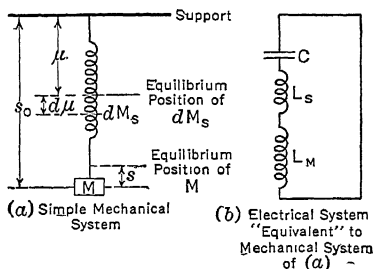 Support
μ
s₀
dμ
dMs
Equilibrium
Position of
dMs
Equilibrium
Position of
M
s
M
(a) Simple Mechanical
System
C
Ls
LM
(b) Electrical System
"Equivalent" to
Mechanical System
of (a)